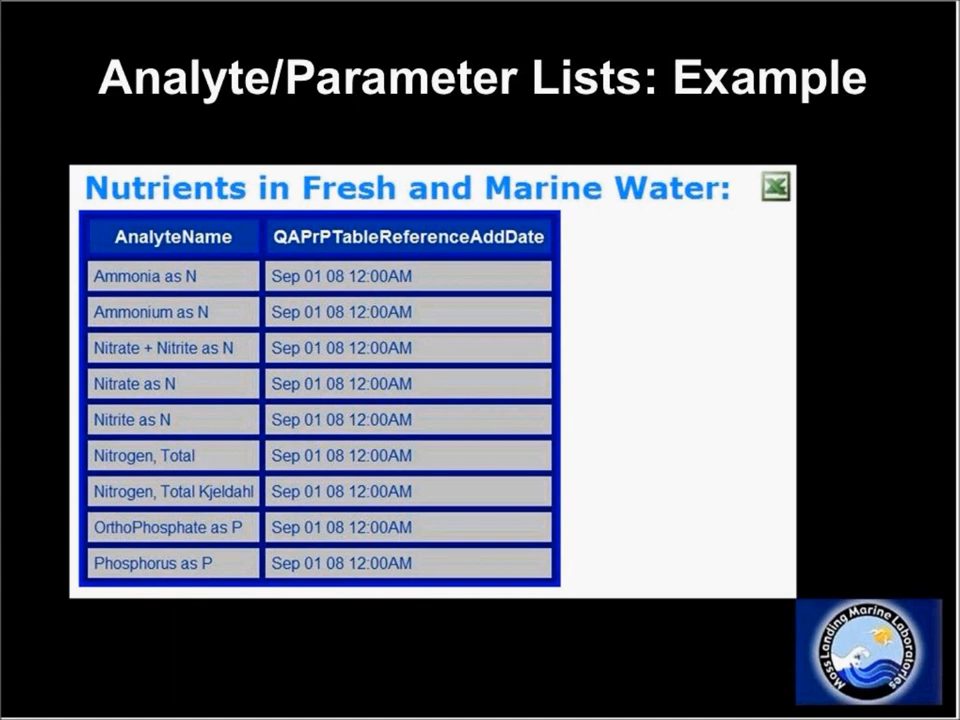 Analyte/Parameter Lists: Example
Nutrients in Fresh and Marine Water:
AnalyteName QAPrPTableReferenceAddDate
Ammonia as N Sep 01 08 12:00AM
Ammonium as N Sep 01 08 12:00AM
Nitrate + Nitrite as N Sep 01 08 12:00AM
Nitrate as N Sep 01 08 12:00AM
Nitrite as N Sep 01 08 12:00AM
Nitrogen, Total Sep 01 08 12:00AM
Nitrogen, Total Kjeldahl Sep 01 08 12:00AM
OrthoPhosphate as P Sep 01 08 12:00AM
Phosphorus as P Sep 01 08 12:00AM
Moss Landing Marine Laboratories